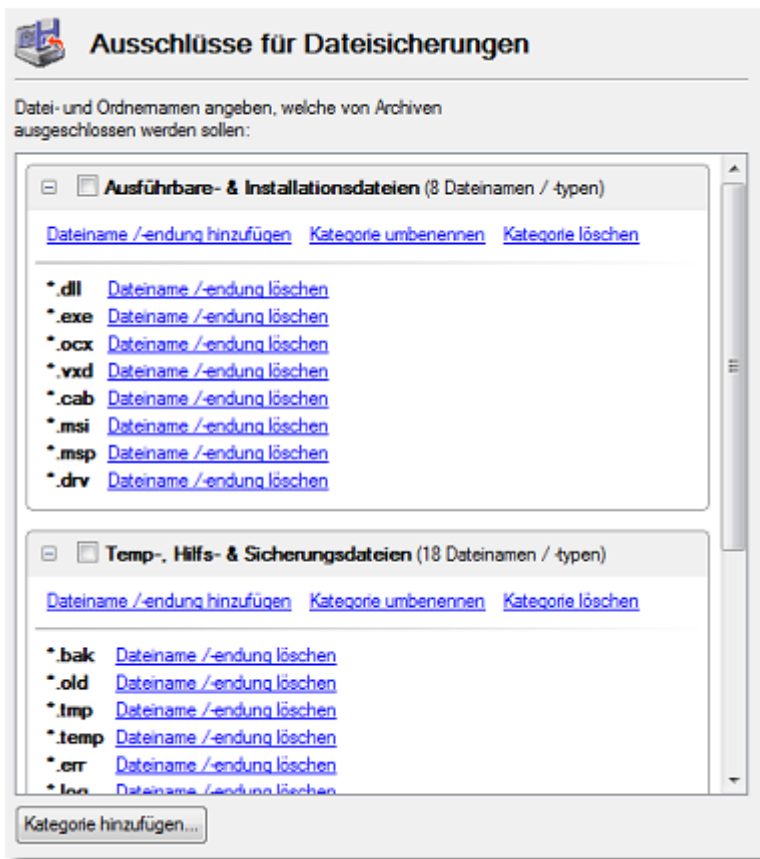 Ausschlüsse für Dateisicherungen
Datei- und Ordnernamen angeben, welche von Archiven
ausgeschlossen werden sollen:
Ausführbare- & Installationsdateien (8 Dateinamen / -typen)
Dateiname /-endung hinzufügen Kategorie umbenennen Kategorie löschen
*.dll Dateiname /-endung löschen
*.exe Dateiname /-endung löschen
*.ocx Dateiname /-endung löschen
*.vxd Dateiname /-endung löschen
*.cab Dateiname /-endung löschen
*.msi Dateiname /-endung löschen
*.msp Dateiname /-endung löschen
*.drv Dateiname /-endung löschen
Temp-, Hilfs- & Sicherungsdateien (18 Dateinamen / -typen)
Dateiname /-endung hinzufügen Kategorie umbenennen Kategorie löschen
*.bak Dateiname /-endung löschen
*.old Dateiname /-endung löschen
*.tmp Dateiname /-endung löschen
*.temp Dateiname /-endung löschen
*.err Dateiname /-endung löschen
*.log Dateiname /-endung löschen
Kategorie hinzufügen...